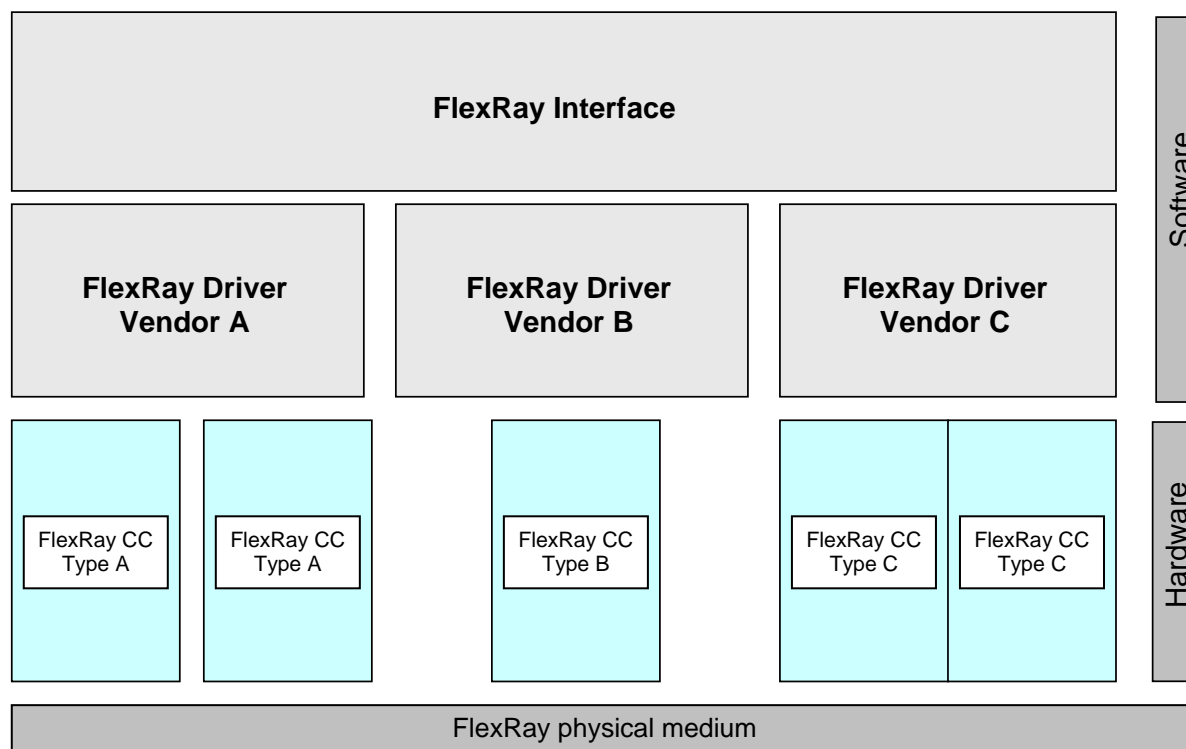 FlexRay Interface
Software
FlexRay Driver
Vendor A
FlexRay Driver
Vendor B
FlexRay Driver
Vendor C
FlexRay CC
Type A
FlexRay CC
Type A
FlexRay CC
Type B
FlexRay CC
Type C
FlexRay CC
Type C
Hardware
FlexRay physical medium